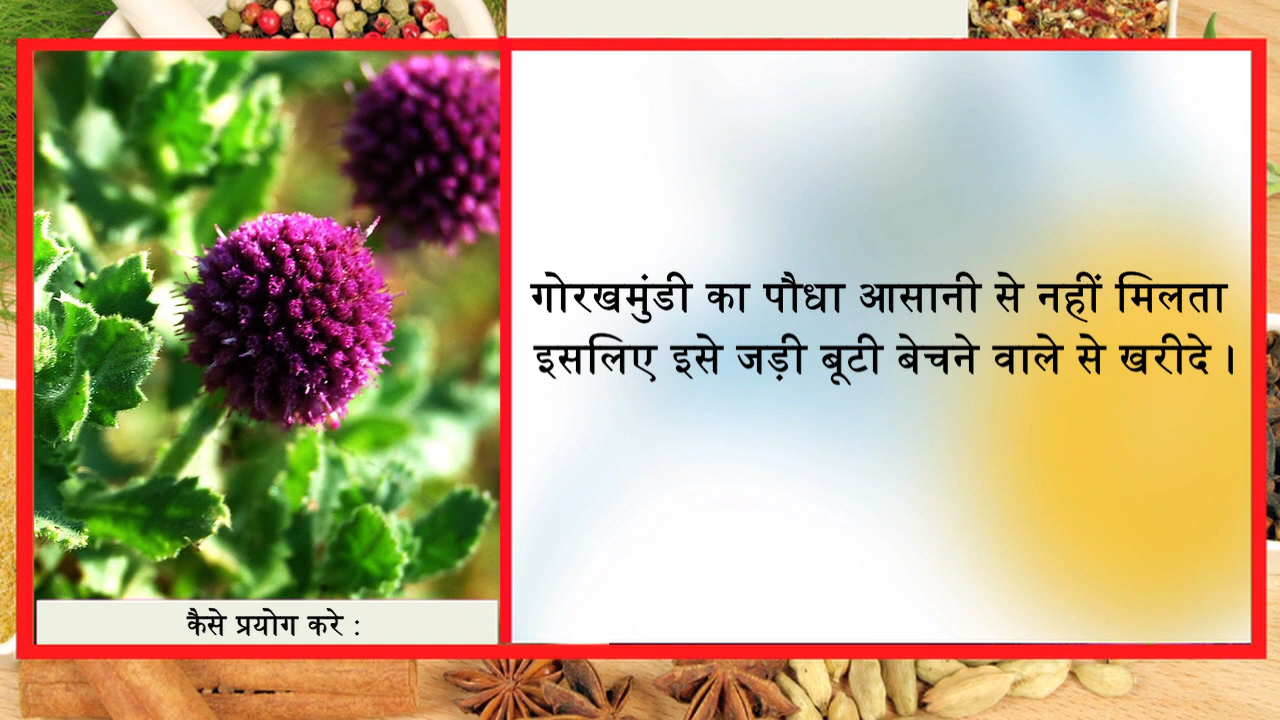 गोरखमुंडी का पौधा आसानी से नहीं मिलता
इसलिए इसे जड़ी बूटी बेचने वाले से खरीदे ।
कैसे प्रयोग करे :